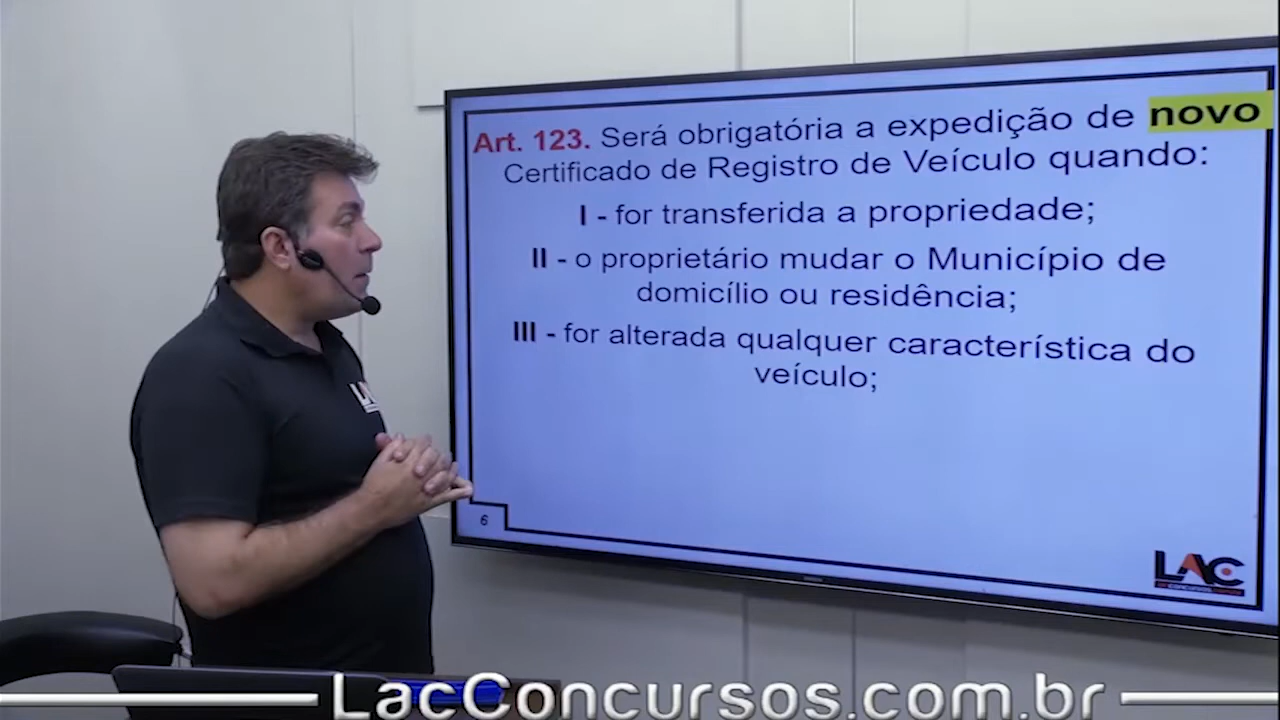 Art. 123. Será obrigatória a expedição de novo
Certificado de Registro de Veículo quando:
I - for transferida a propriedade;
II - o proprietário mudar o Município de
domicílio ou residência;
III - for alterada qualquer característica do
veículo;
6
LAC
LAC
LacConcursos.com.br